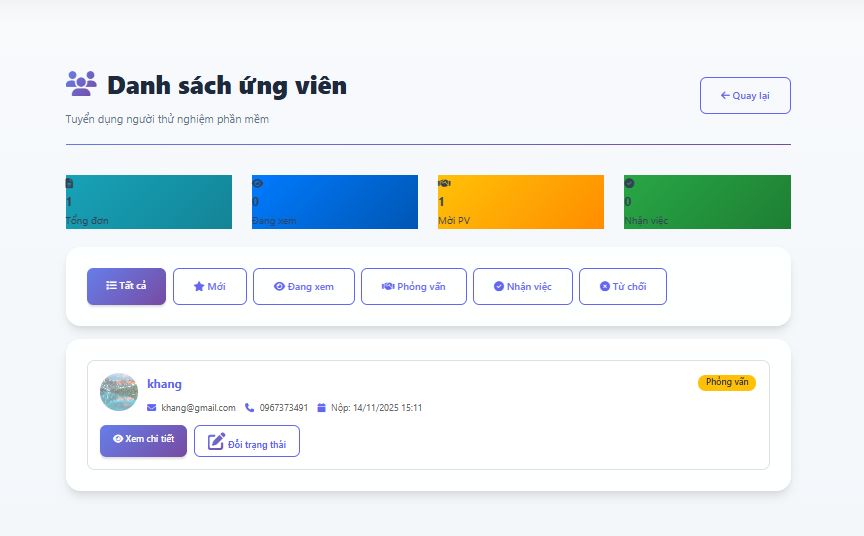 Danh sách ứng viên
Quay lại
Tuyển dụng người thử nghiệm phần mềm
1
Tổng đơn
0
Đang xem
1
Mời PV
0
Nhận việc
Tất cả
Mới
Đang xem
Phỏng vấn
Nhận việc
Từ chối
khang
Phỏng vấn
khang@gmail.com 0967373491 Nộp: 14/11/2025 15:11
Xem chi tiết
Đổi trạng thái